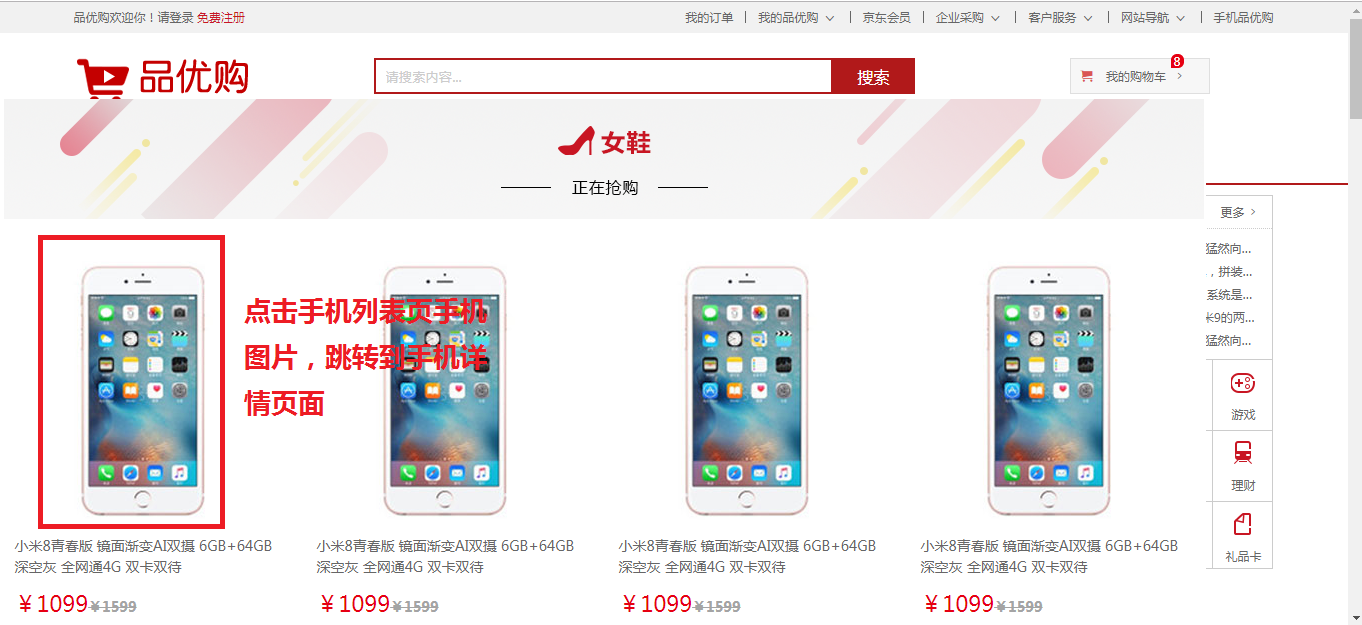 品优购欢迎你！请登录 免费注册
我的订单 我的品优购 京东会员 企业采购 客户服务 网站导航 手机品优购
品优购
请搜索内容...
搜索
我的购物车
8
女鞋
正在抢购
更多
猛然向...
，拼装...
系统是...
米9的两...
猛然向...
游戏
理财
礼品卡
点击手机列表页手机
图片，跳转到手机详
情页面
小米8青春版 镜面渐变AI双摄 6GB+64GB
深空灰 全网通4G 双卡双待
￥1099 ￥1599
小米8青春版 镜面渐变AI双摄 6GB+64GB
深空灰 全网通4G 双卡双待
￥1099 ￥1599
小米8青春版 镜面渐变AI双摄 6GB+64GB
深空灰 全网通4G 双卡双待
￥1099 ￥1599
小米8青春版 镜面渐变AI双摄 6GB+64GB
深空灰 全网通4G 双卡双待
￥1099 ￥1599